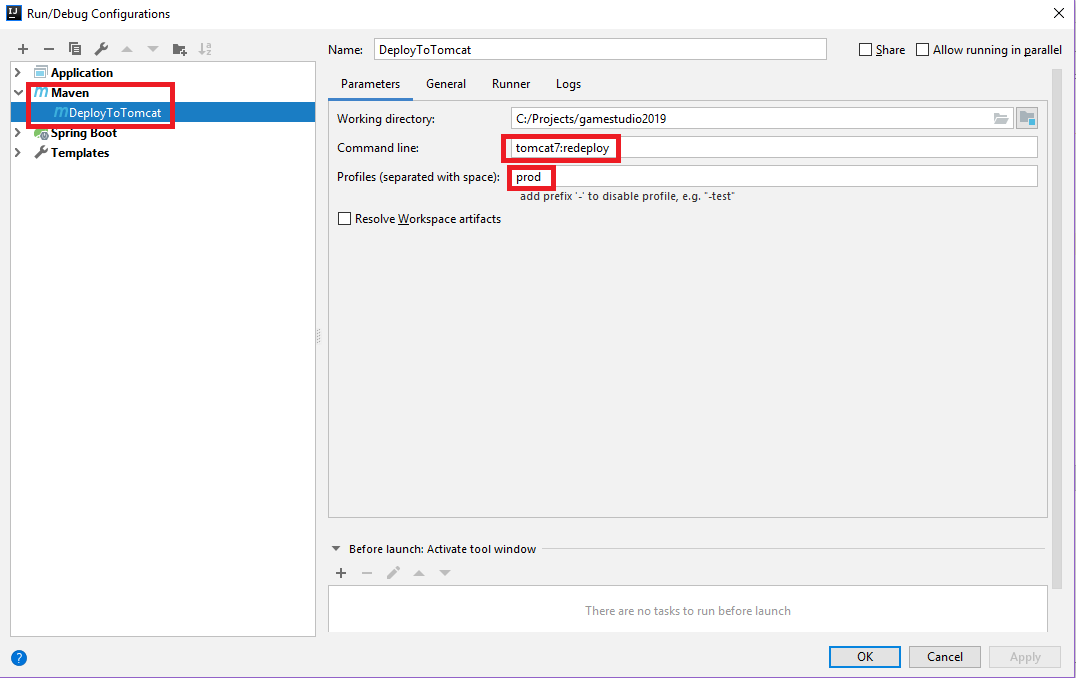 Run/Debug Configurations
Name: DeployToTomcat
Share
Allow running in parallel
Application
Maven
DeployToTomcat
Spring Boot
Templates
Parameters General Runner Logs
Working directory: C:/Projects/gamestudio2019
Command line: tomcat7:redeploy
Profiles (separated with space): prod
add prefix '-' to disable profile, e.g. "-test"
Resolve Workspace artifacts
Before launch: Activate tool window
There are no tasks to run before launch
OK Cancel Apply